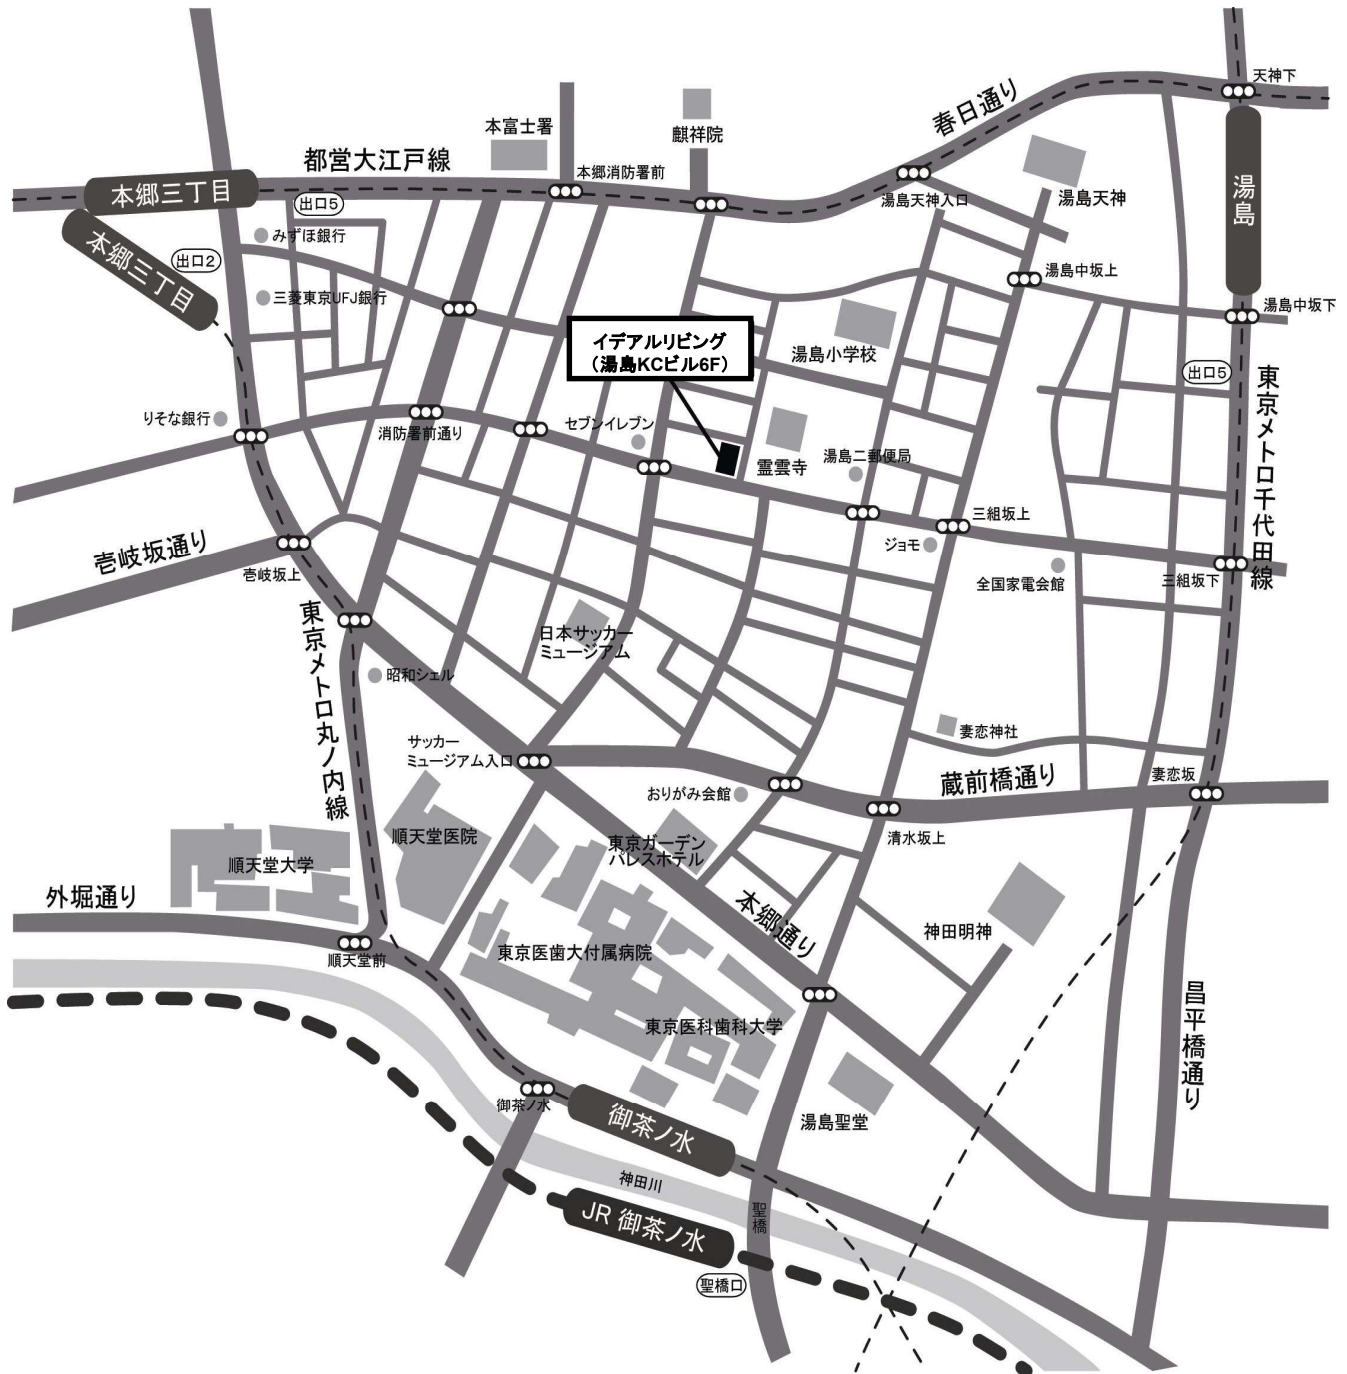 天神下
春日通り
本富士署
麒祥院
都営大江戸線
本郷消防署前
本郷三丁目
出口5
湯島天神入口
湯島天神
湯島
みずほ銀行
本郷三丁目
出口2
湯島中坂上
三菱東京UFJ銀行
湯島中坂下
イデアルリビング
（湯島KCビル6F）
湯島小学校
出口5
東京メトロ千代田線
りそな銀行
消防署前通り
セブンイレブン
霊雲寺
湯島二郵便局
三組坂上
ジョモ
壱岐坂通り
壱岐坂上
全国家電会館
三組坂下
東京メトロ丸ノ内線
日本サッカー
ミュージアム
昭和シェル
サッカー
ミュージアム入口
妻恋神社
蔵前橋通り
妻恋坂
おりがみ会館
清水坂上
順天堂医院
東京ガーデン
パレスホテル
順天堂大学
外堀通り
本郷通り
神田明神
順天堂前
東京医歯大付属病院
東京医科歯科大学
昌平橋通り
御茶ノ水
御茶ノ水
湯島聖堂
神田川
聖橋
JR 御茶ノ水
聖橋口